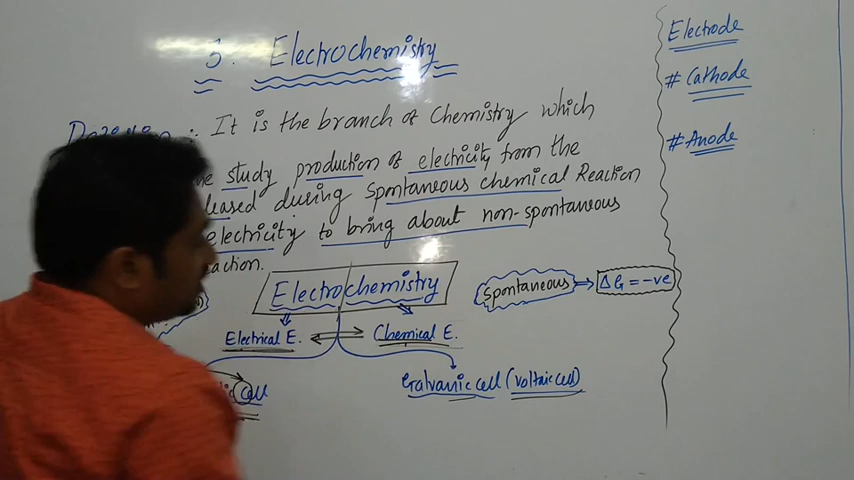 3. Electrochemistry
: It is the branch of Chemistry which
study production of electricity from the
during Spontaneous chemical Reaction
electricity to bring about non-spontaneous
Electrochemistry
Electrical E. Chemical E.
cell Galvanic cell (voltaic cell)
Spontaneous ⇒ ΔG = -ve
Electrode
# Cathode
# Anode